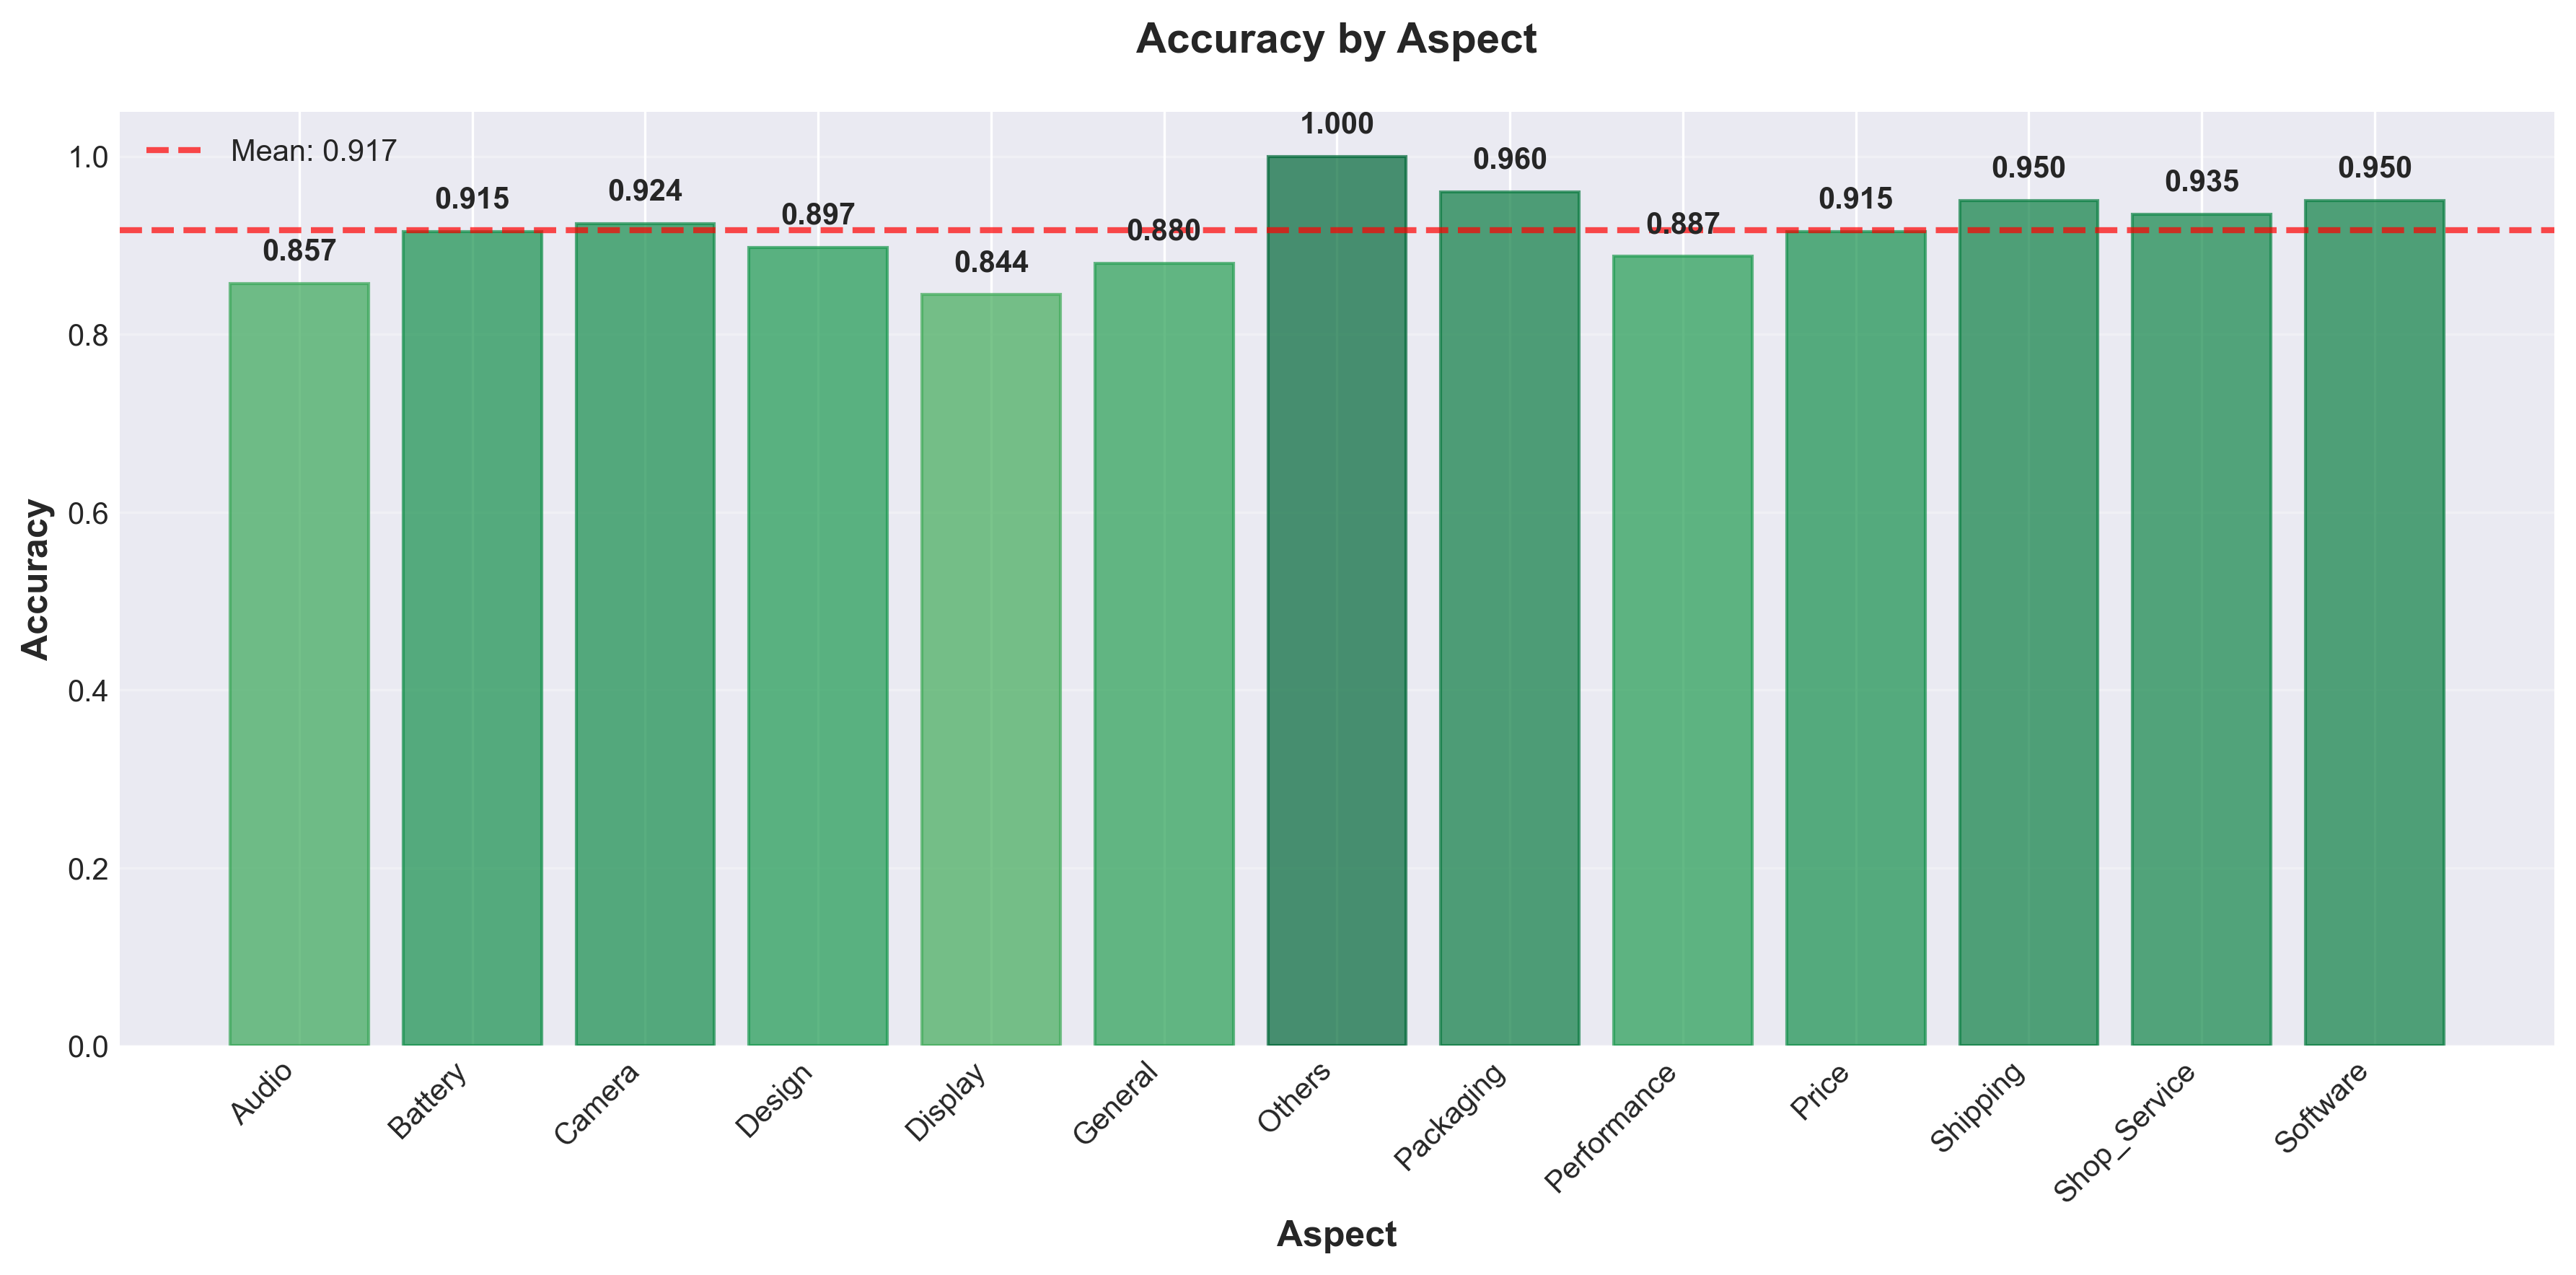 Accuracy by Aspect
Mean: 0.917
Accuracy
1.0
0.8
0.6
0.4
0.2
0.0
0.857
0.915
0.924
0.897
0.844
0.880
1.000
0.960
0.887
0.915
0.950
0.935
0.950
Audio
Battery
Camera
Design
Display
General
Others
Packaging
Performance
Price
Shipping
Shop_Service
Software
Aspect